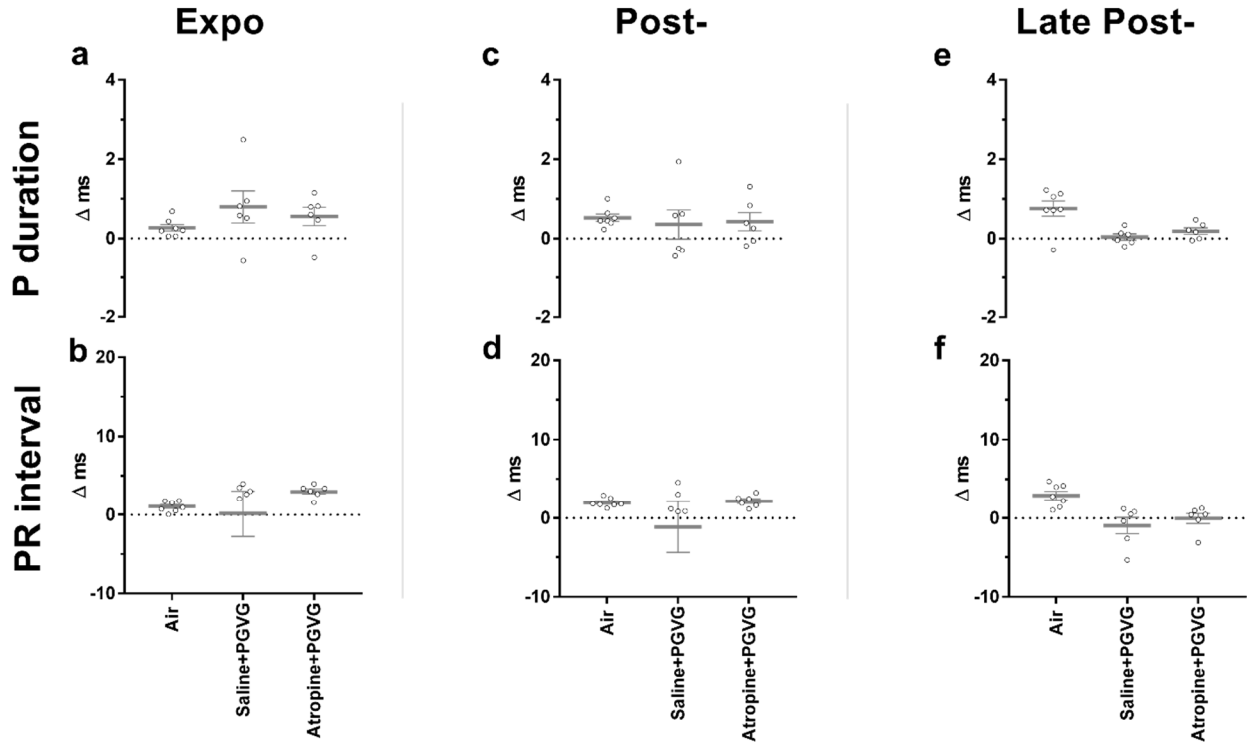 Expo
Post-
Late Post-
P duration
a
Δ ms
4
2
0
-2
c
Δ ms
4
2
0
-2
e
Δ ms
4
2
0
-2
PR interval
b
Δ ms
20
10
0
-10
Air
Saline+PGVG
Atropine+PGVG
d
Δ ms
20
10
0
-10
Air
Saline+PGVG
Atropine+PGVG
f
Δ ms
20
10
0
-10
Air
Saline+PGVG
Atropine+PGVG